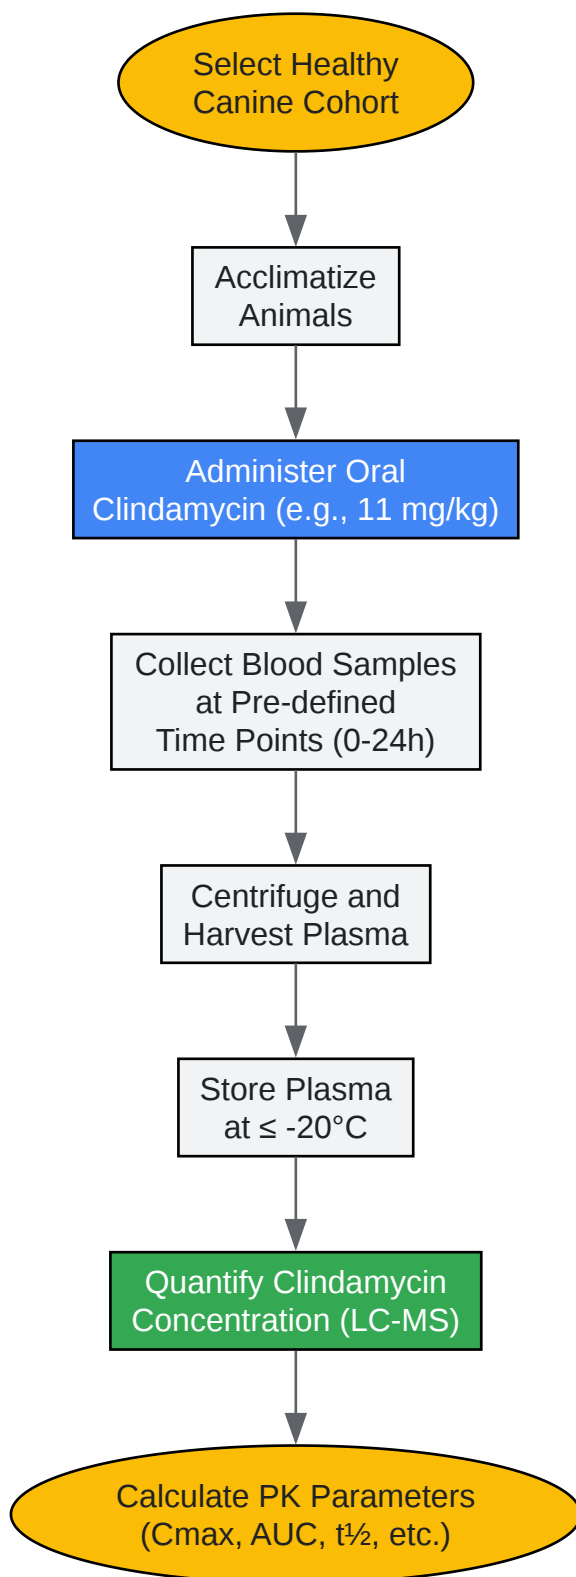 Select Healthy
Canine Cohort
Acclimatize
Animals
Administer Oral
Clindamycin (e.g., 11 mg/kg)
Collect Blood Samples
at Pre-defined
Time Points (0-24h)
Centrifuge and
Harvest Plasma
Store Plasma
at ≤ -20°C
Quantify Clindamycin
Concentration (LC-MS)
Calculate PK Parameters
(Cmax, AUC, t½, etc.)